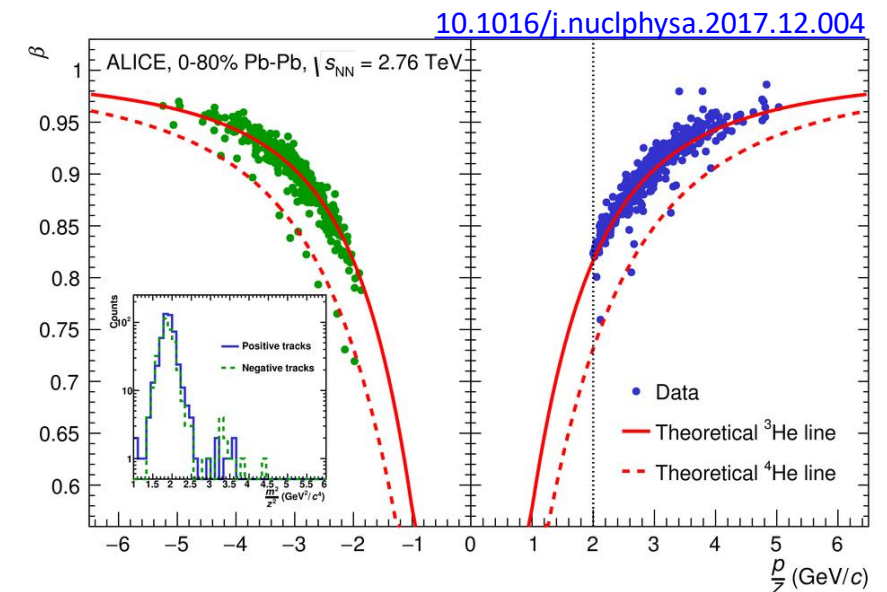 10.1016/j.nuclphysa.2017.12.004
β
ALICE, 0-80% Pb-Pb, √sNN = 2.76 TeV
1
0.95
0.9
0.85
0.8
0.75
0.7
0.65
0.6
Counts
10²
10
1
Positive tracks
Negative tracks
1 1.5 2 2.5 3 3.5 4 4.5 5 5.5 6
m²/z² (GeV²/c⁴)
Data
Theoretical ³He line
Theoretical ⁴He line
−6 −5 −4 −3 −2 −1 0 1 2 3 4 5 6
p/z (GeV/c)